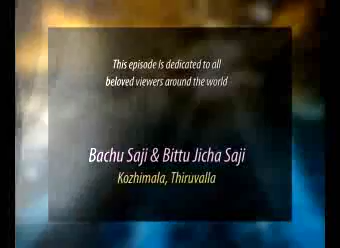 This episode is dedicated to all
beloved viewers around the world
Bachu Saji & Bittu Jicha Saji
Kozhimala, Thiruvalla